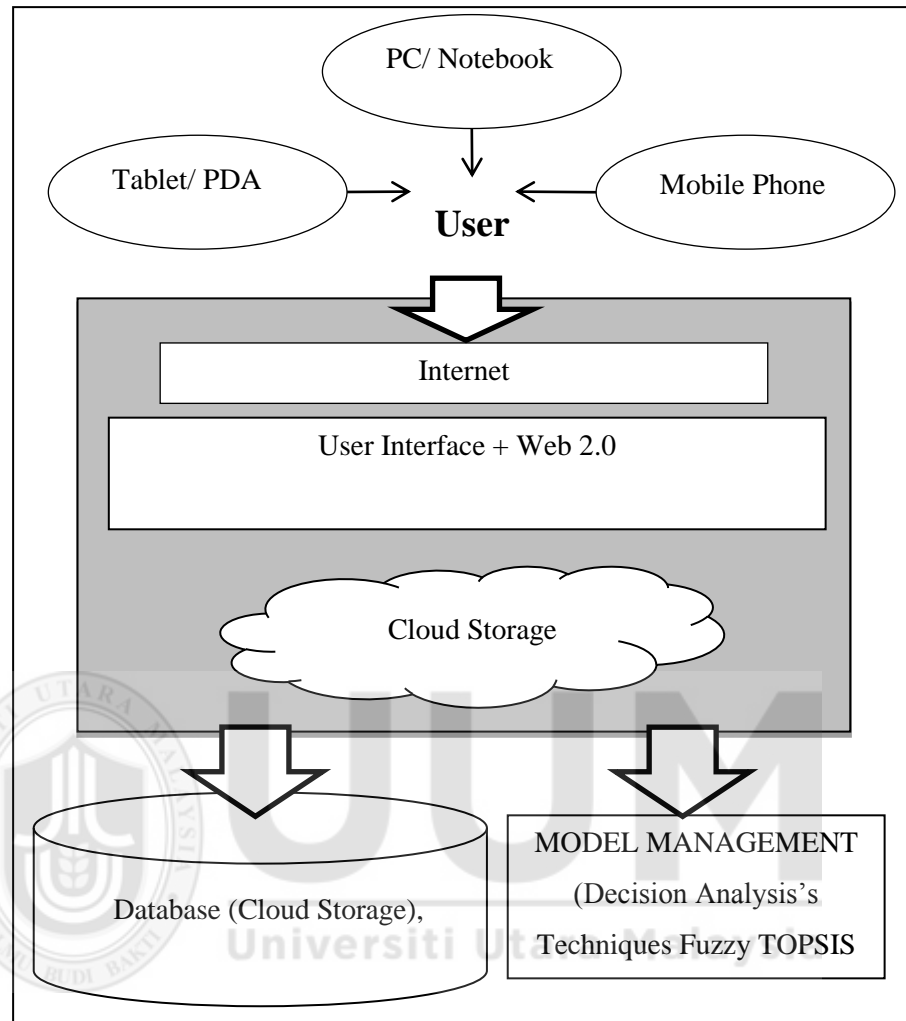 PC/ Notebook
Tablet/ PDA
Mobile Phone
User
Internet
User Interface + Web 2.0
Cloud Storage
Database (Cloud Storage),
MODEL MANAGEMENT
(Decision Analysis's
Techniques Fuzzy TOPSIS
UUM
Universiti Utara Malaysia